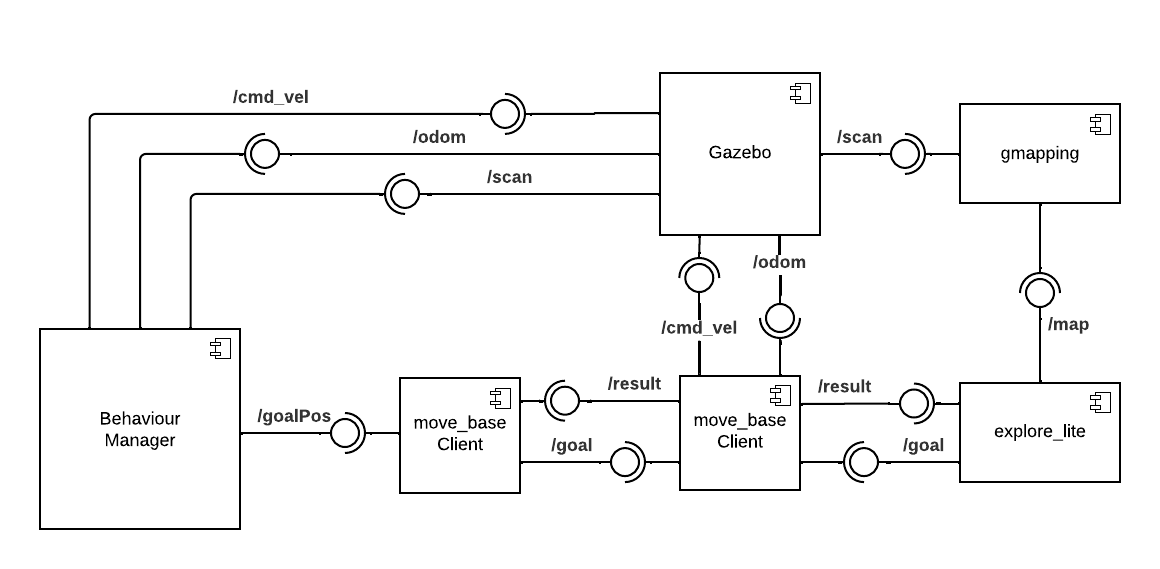 /cmd_vel
/odom
/scan
Gazebo
/scan
gmapping
/odom
/cmd_vel
/map
Behaviour
Manager
/goalPos
move_base
Client
/result
/goal
move_base
Client
/result
/goal
explore_lite